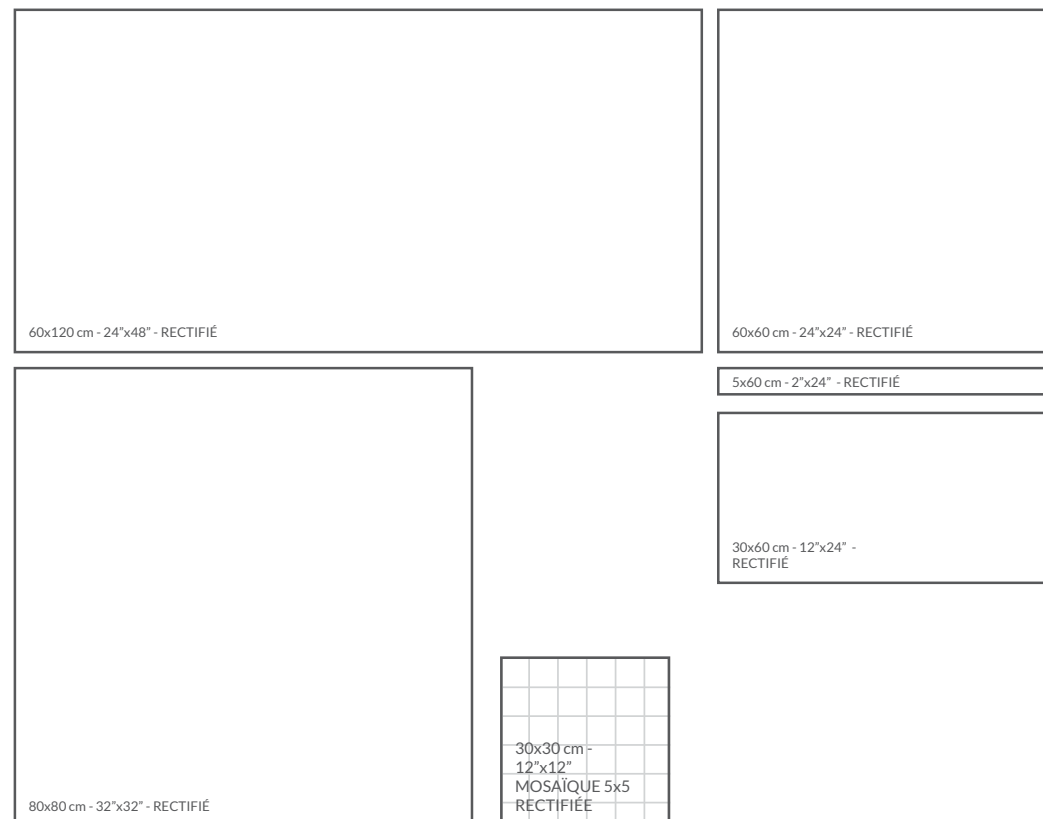 60x120 cm - 24”x48” - RECTIFIÉ
60x60 cm - 24”x24” - RECTIFIÉ
5x60 cm - 2”x24” - RECTIFIÉ
30x60 cm - 12”x24” -
RECTIFIÉ
80x80 cm - 32”x32” - RECTIFIÉ
30x30 cm -
12”x12”
MOSAÏQUE 5x5
RECTIFIÉE